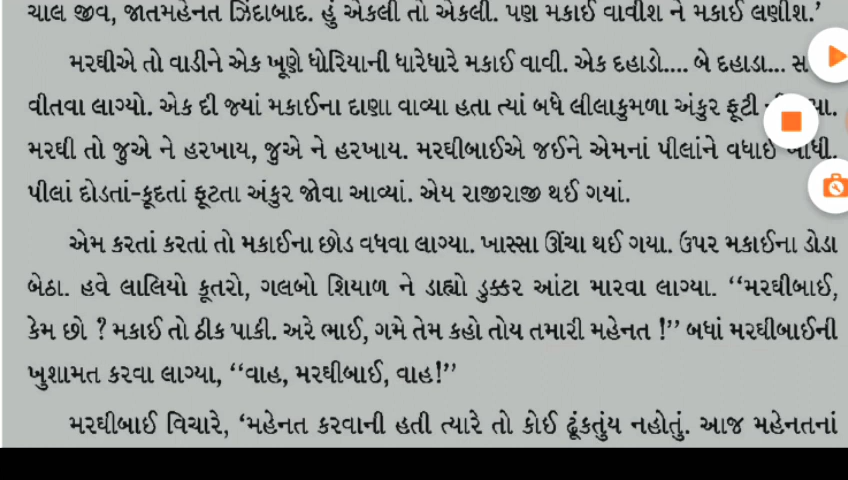 ચાલ જીવ, જાતમહેનત ઝિંદાબાદ. હું એકલી તો એકલી. પણ મકાઈ વાવીશ ને મકાઈ લણીશ.’
મરઘીએ તો વાડીને એક ખૂણે ધોરિયાની ધારેધારે મકાઈ વાવી. એક દહાડો.... બે દહાડા...
વીતવા લાગ્યો. એક દી જ્યાં મકાઈના દાણા વાવ્યા હતા ત્યાં બધે લીલાકુમળા અંકુર ફૂટી
મરઘી તો જુએ ને હરખાય, જુએ ને હરખાય. મરઘીબાઈએ જઈને એમનાં પીલાંને વધાઈ
પીલાં દોડતાં-કૂદતાં ફૂટતા અંકુર જોવા આવ્યાં. એય રાજીરાજી થઈ ગયાં.
એમ કરતાં કરતાં તો મકાઈના છોડ વધવા લાગ્યા. ખાસ્સા ઊંચા થઈ ગયા. ઉપર મકાઈના ડોડા
બેઠા. હવે લાલિયો કૂતરો, ગલબો શિયાળ ને ડાહ્યો ડુક્કર આંટા મારવા લાગ્યા. ‘‘મરઘીબાઈ,
કેમ છો ? મકાઈ તો ઠીક પાકી. અરે ભાઈ, ગમે તેમ કહો તોય તમારી મહેનત !’’ બધાં મરઘીબાઈની
ખુશામત કરવા લાગ્યા, ‘‘વાહ, મરઘીબાઈ, વાહ!’’
મરઘીબાઈ વિચારે, ‘મહેનત કરવાની હતી ત્યારે તો કોઈ ઢૂંકતુંય નહોતું. આજ મહેનતનાં